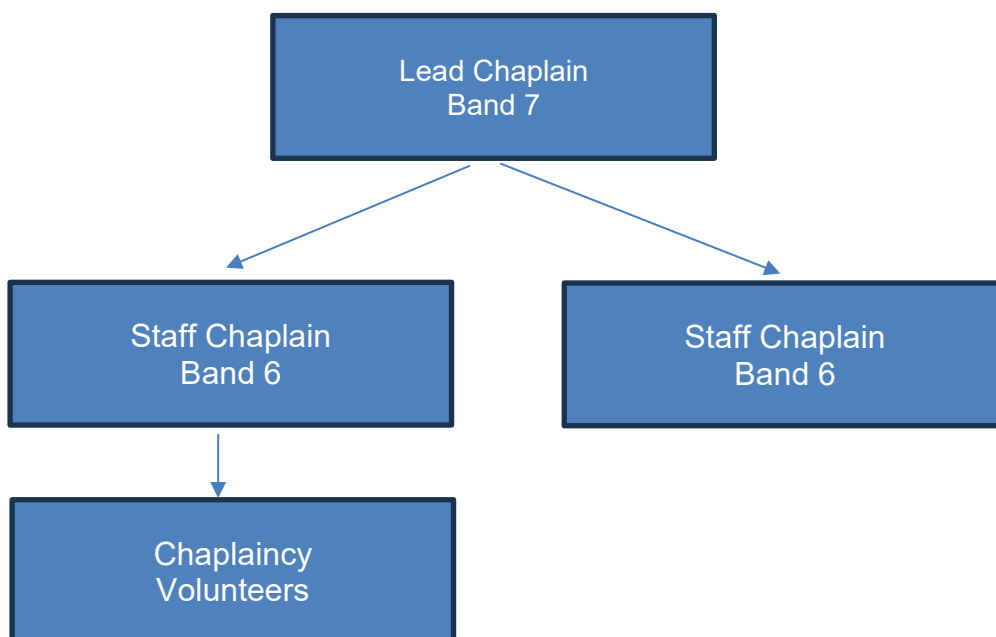 Lead Chaplain
Band 7
Staff Chaplain
Band 6
Staff Chaplain
Band 6
Chaplaincy
Volunteers